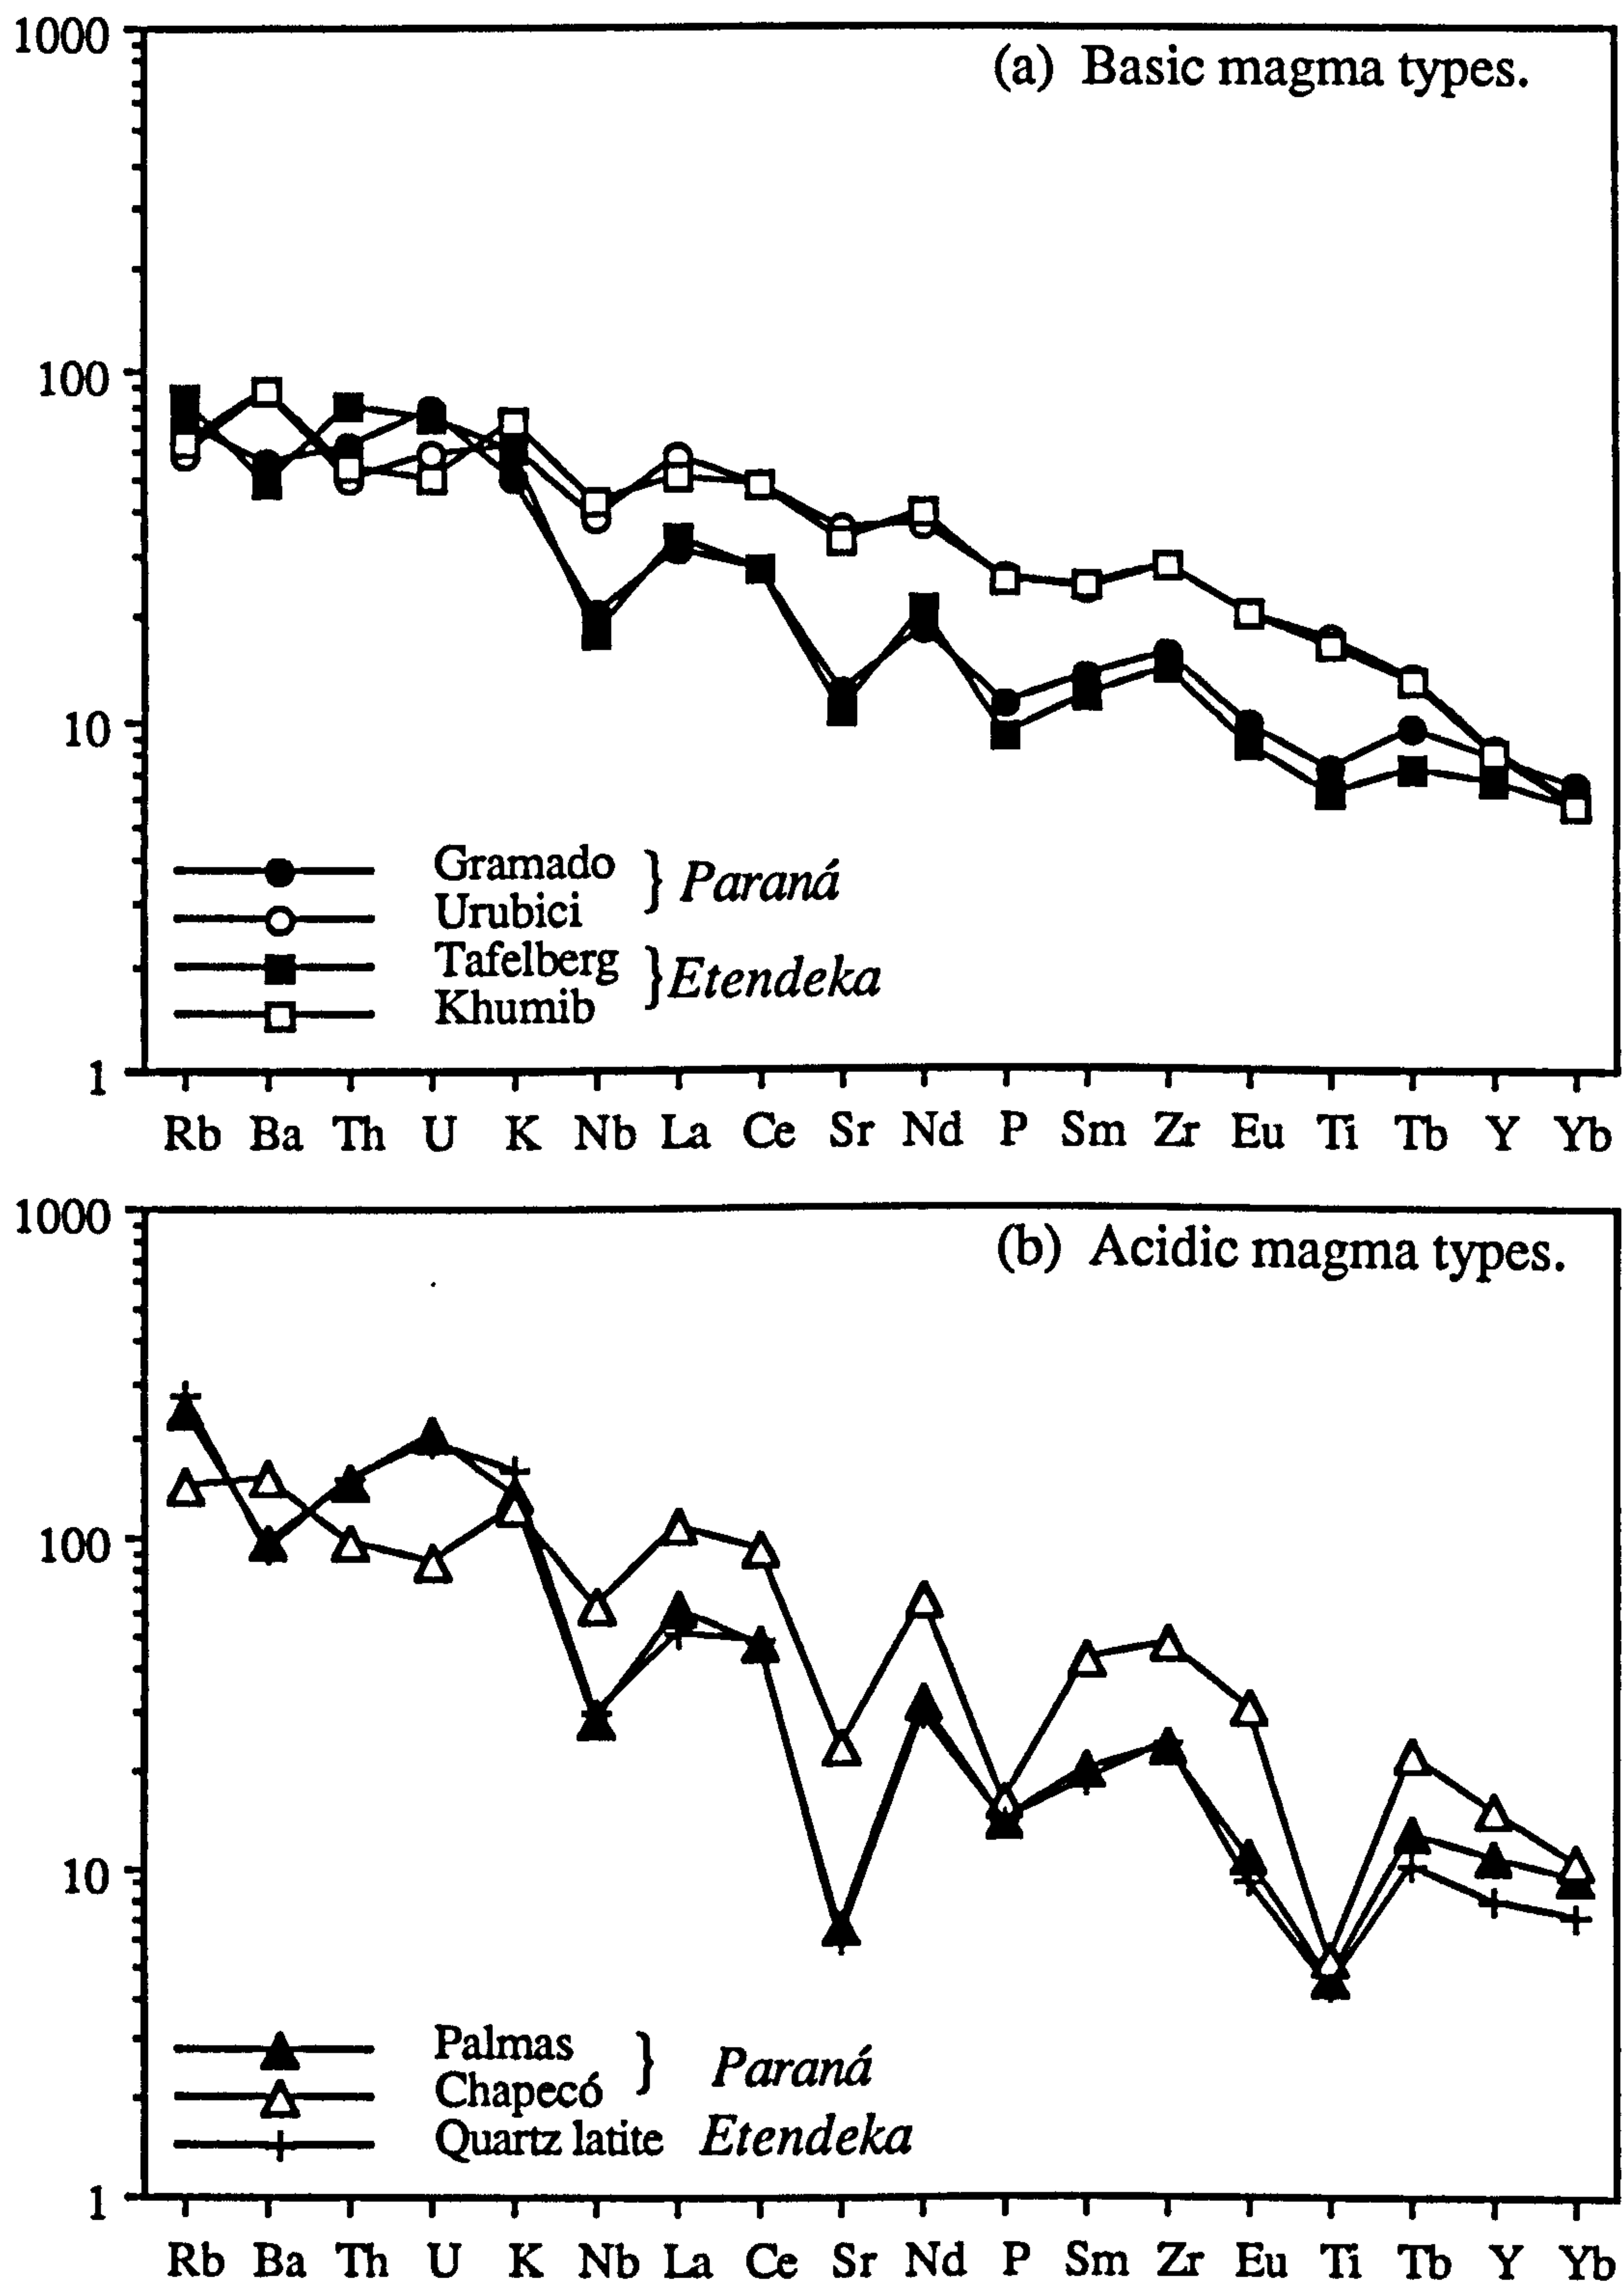 1000
(a) Basic magma types.
100
10
Gramado } Paraná
Urubici
Tafelberg } Etendeka
Khumib
1
Rb Ba Th U K Nb La Ce Sr Nd P Sm Zr Eu Ti Tb Y Yb
1000
(b) Acidic magma types.
100
10
Palmas } Paraná
Chapecó
Quartz latite Etendeka
1
Rb Ba Th U K Nb La Ce Sr Nd P Sm Zr Eu Ti Tb Y Yb